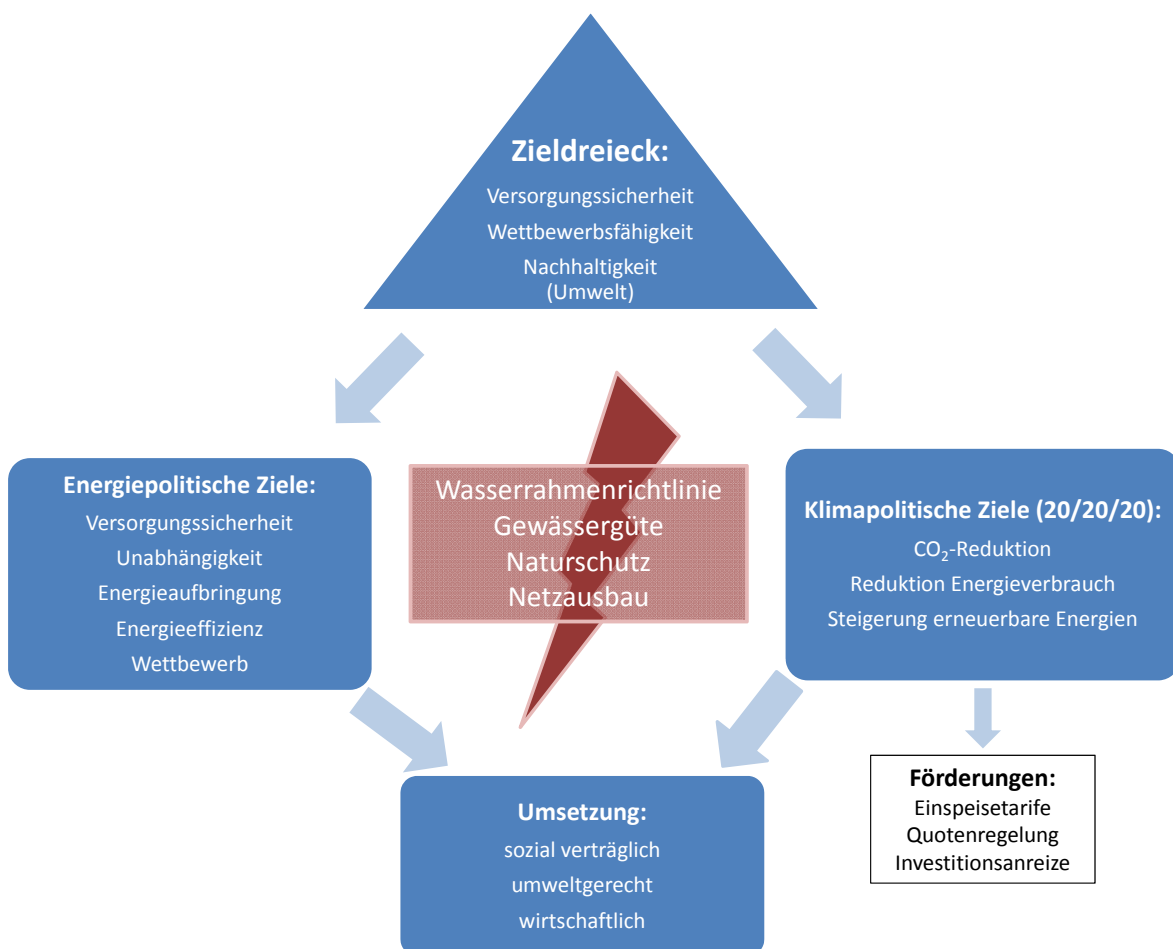 Zieldreieck:
Versorgungssicherheit
Wettbewerbsfähigkeit
Nachhaltigkeit
(Umwelt)
Energiepolitische Ziele:
Versorgungssicherheit
Unabhängigkeit
Energieaufbringung
Energieeffizienz
Wettbewerb
Wasserrahmenrichtlinie
Gewässergüte
Naturschutz
Netzausbau
Klimapolitische Ziele (20/20/20):
CO₂-Reduktion
Reduktion Energieverbrauch
Steigerung erneuerbare Energien
Umsetzung:
sozial verträglich
umweltgerecht
wirtschaftlich
Förderungen:
Einspeisetarife
Quotenregelung
Investitionsanreize